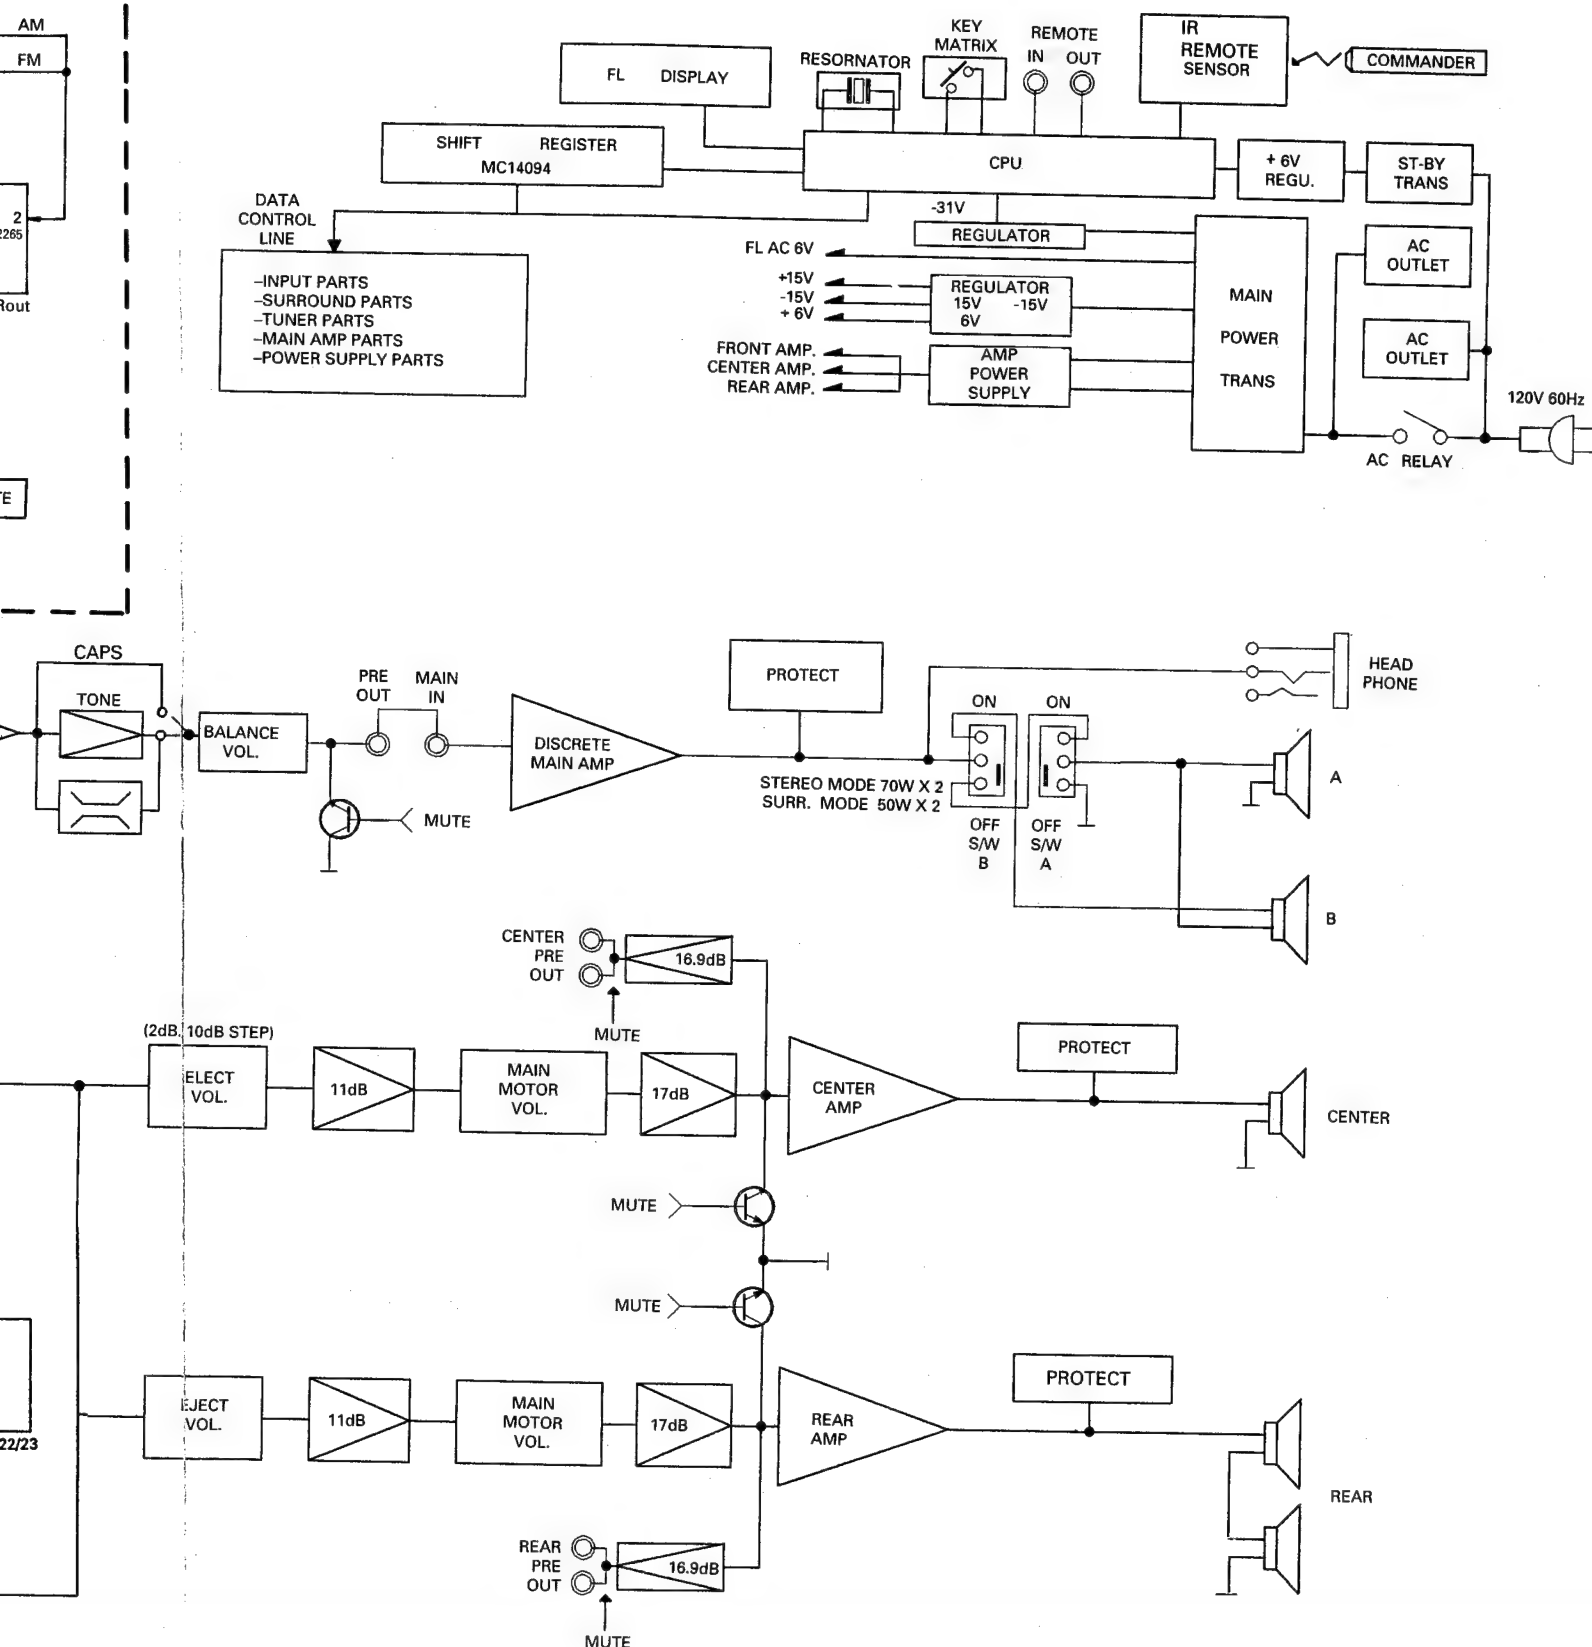 AM
FM
2
2265
Rout
TE
FL DISPLAY
RESORNATOR
KEY
MATRIX
REMOTE
IN OUT
IR
REMOTE
SENSOR
COMMANDER
SHIFT REGISTER
MC14094
CPU
+ 6V
REGU.
ST-BY
TRANS
DATA
CONTROL
LINE
-31V
REGULATOR
FL AC 6V
–INPUT PARTS
–SURROUND PARTS
–TUNER PARTS
–MAIN AMP PARTS
–POWER SUPPLY PARTS
+15V
-15V
+ 6V
REGULATOR
15V -15V
6V
FRONT AMP.
CENTER AMP.
REAR AMP.
AMP
POWER
SUPPLY
MAIN
POWER
TRANS
AC
OUTLET
AC
OUTLET
120V 60Hz
AC RELAY
CAPS
TONE
BALANCE
VOL.
PRE
OUT
MAIN
IN
MUTE
DISCRETE
MAIN AMP
PROTECT
STEREO MODE 70W X 2
SURR. MODE 50W X 2
ON
ON
OFF
S/W
B
OFF
S/W
A
HEAD
PHONE
A
B
CENTER
PRE
OUT
16.9dB
MUTE
(2dB, 10dB STEP)
ELECT
VOL.
11dB
MAIN
MOTOR
VOL.
17dB
CENTER
AMP
PROTECT
CENTER
MUTE
MUTE
22/23
EJECT
VOL.
11dB
MAIN
MOTOR
VOL.
17dB
REAR
AMP
PROTECT
REAR
REAR
PRE
OUT
16.9dB
MUTE